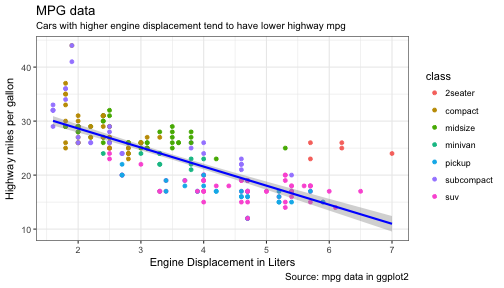 MPG data
Cars with higher engine displacement tend to have lower highway mpg
Highway miles per gallon
40
30
20
10
2
3
4
5
6
7
Engine Displacement in Liters
class
2seater
compact
midsize
minivan
pickup
subcompact
suv
Source: mpg data in ggplot2